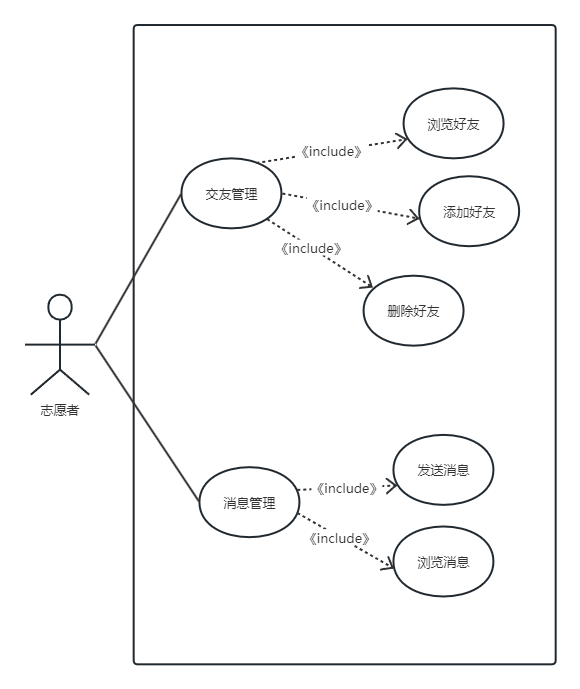 浏览好友
《include》
交友管理
《include》
添加好友
《include》
删除好友
志愿者
发送消息
《include》
消息管理
《include》
浏览消息